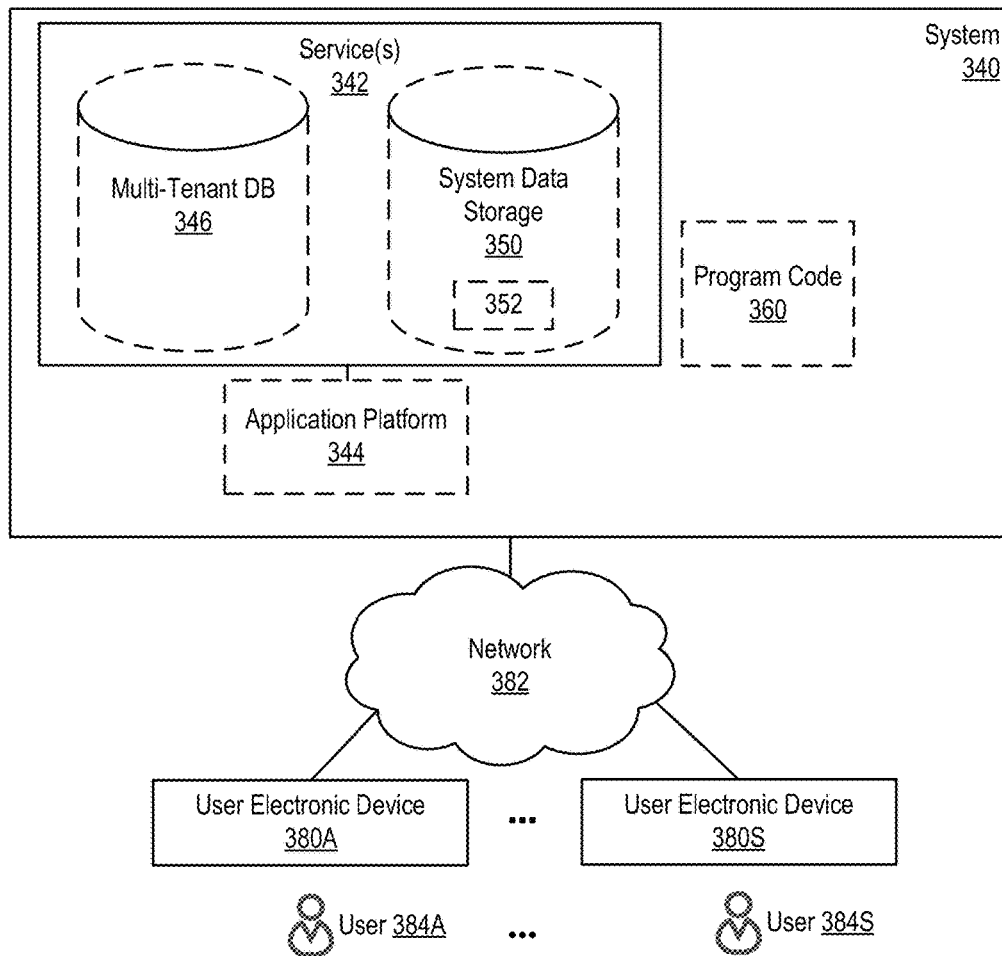 System
340
Service(s)
342
Multi-Tenant DB
346
System Data
Storage
350
352
Program Code
360
Application Platform
344
Network
382
User Electronic Device
380A
...
User Electronic Device
380S
User 384A
...
User 384S